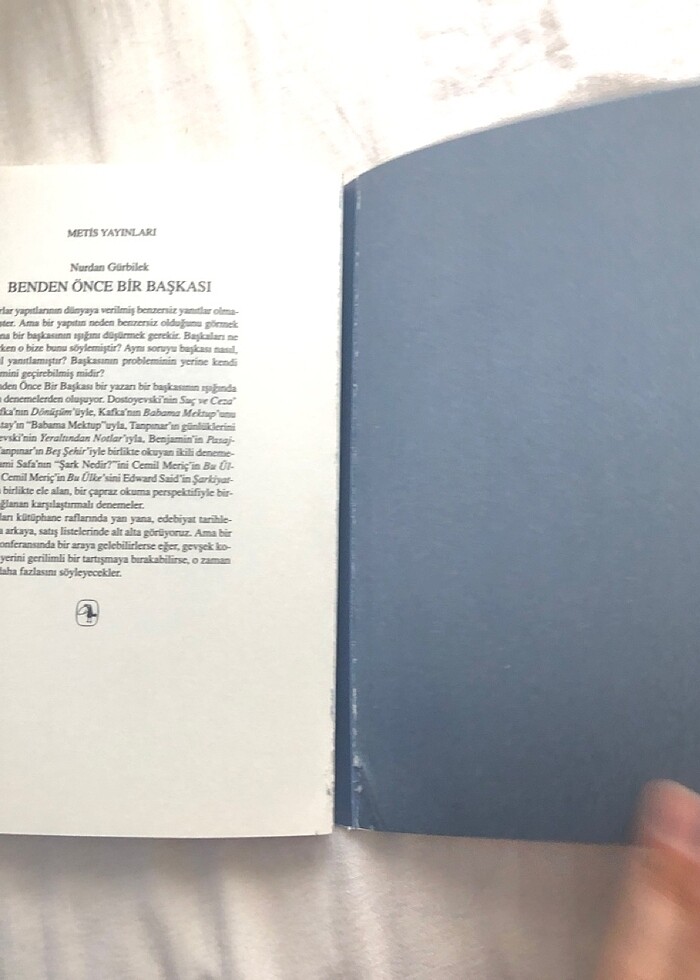 METİS YAYINLARI
Nurdan Gürbilek
BENDEN ÖNCE BİR BAŞKASI
rlar yapıtlarının dünyaya verilmiş benzersiz yanıtlar olma-
ster. Ama bir yapıtın neden benzersiz olduğunu görmek
na bir başkasının ışığını düşürmek gerekir. Başkaları ne
ken o bize bunu söylemiştir? Aynı soruyu başkası nasıl,
l yanıtlamıştır? Başkasının probleminin yerine kendi
mini geçirebilmiş midir?
den Önce Bir Başkası bir yazarı bir başkasının ışığında
denemelerden oluşuyor. Dostoyevski'nin Suç ve Ceza'
fka'nın Dönüşüm'üyle, Kafka'nın Babama Mektup'unu
tay'ın "Babama Mektup"uyla, Tanpınar'ın günlüklerini
evski'nin Yeraltından Notlar'ıyla, Benjamin'in Pasaj-
Tanpınar'ın Beş Şehir'iyle birlikte okuyan ikili deneme-
ami Safa'nın "Şark Nedir?"ini Cemil Meriç'in Bu Ül-
Cemil Meriç'in Bu Ülke'sini Edward Said'in Şarkiyat-
birlikte ele alan, bir çapraz okuma perspektifiyle bir-
ğlanan karşılaştırmalı denemeler.
ları kütüphane raflarında yan yana, edebiyat tarihle-
a arkaya, satış listelerinde alt alta görüyoruz. Ama bir
onferansında bir araya gelebilirlerse eğer, gevşek ko-
yerini gerilimli bir tartışmaya bırakabilirse, o zaman
daha fazlasını söyleyecekler.